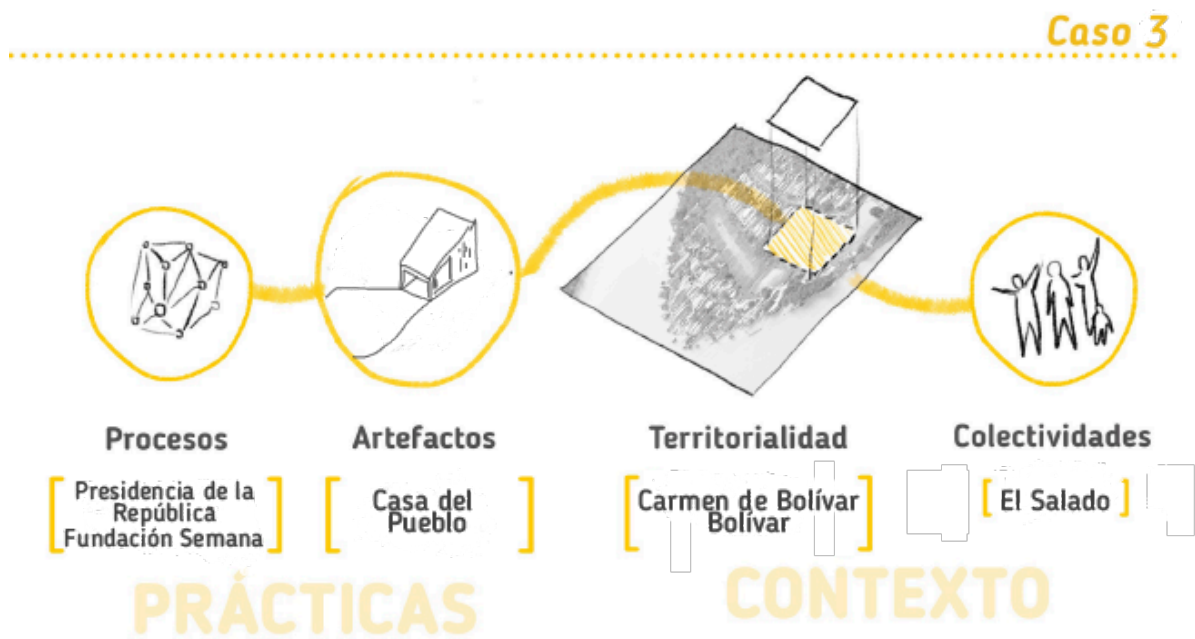 Caso 3
Procesos
Artefactos
Territorialidad
Colectividades
Presidencia de la
República
Fundación Semana
Casa del
Pueblo
Carmen de Bolívar
Bolívar
El Salado
PRÁCTICAS
CONTEXTO